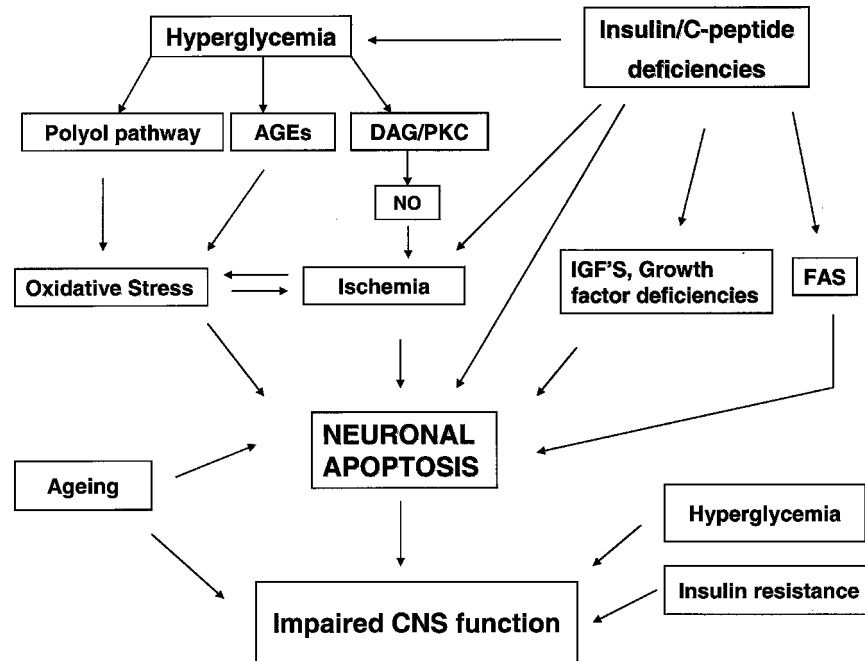 Hyperglycemia
Insulin/C-peptide
deficiencies
Polyol pathway
AGEs
DAG/PKC
NO
Oxidative Stress
Ischemia
IGF'S, Growth
factor deficiencies
FAS
NEURONAL
APOPTOSIS
Ageing
Hyperglycemia
Insulin resistance
Impaired CNS function